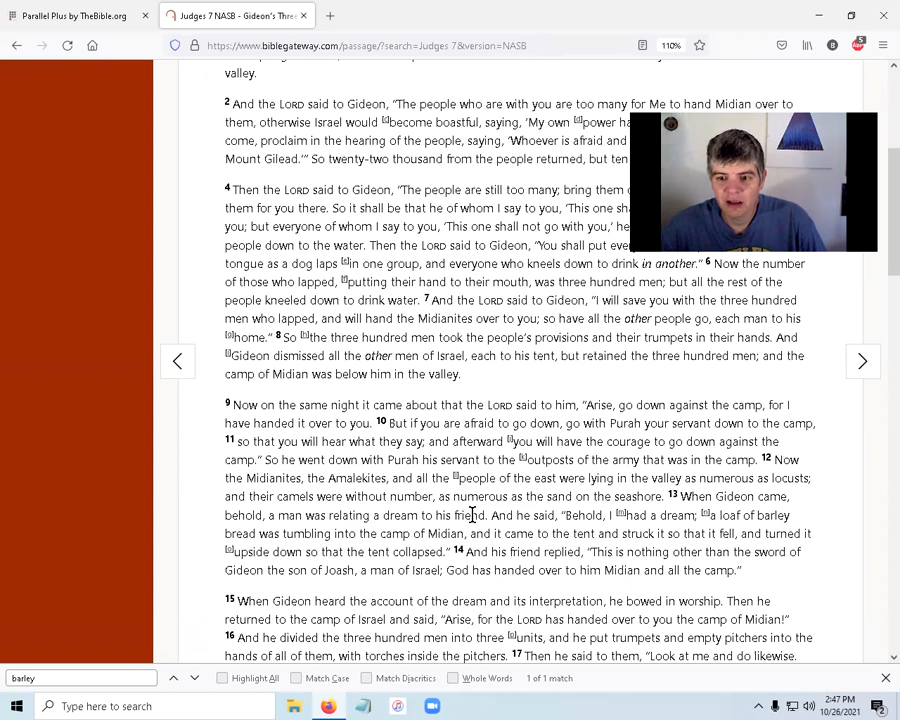 Parallel Plus by TheBible.org
Judges 7 NASB - Gideon's Three
https://www.biblegateway.com/passage/?search=Judges 7&version=NASB
110%
B
5
valley.
2 And the LORD said to Gideon, “The people who are with you are too many for Me to hand Midian over to
them, otherwise Israel would [c]become boastful, saying, ‘My own [d]power
come, proclaim in the hearing of the people, saying, ‘Whoever is afraid and
Mount Gilead.’” So twenty-two thousand from the people returned, but ten
4 Then the LORD said to Gideon, “The people are still too many; bring them
them for you there. So it shall be that he of whom I say to you, ‘This one
you; but everyone of whom I say to you, ‘This one shall not go with you,’
people down to the water. Then the LORD said to Gideon, “You shall put
tongue as a dog laps [e]in one group, and everyone who kneels down to drink in another.” 6 Now the number
of those who lapped, [f]putting their hand to their mouth, was three hundred men; but all the rest of the
people kneeled down to drink water. 7 And the LORD said to Gideon, “I will save you with the three hundred
men who lapped, and will hand the Midianites over to you; so have all the other people go, each man to his
[g]home.” 8 So [h]the three hundred men took the people’s provisions and their trumpets in their hands. And
[i]Gideon dismissed all the other men of Israel, each to his tent, but retained the three hundred men; and the
camp of Midian was below him in the valley.
9 Now on the same night it came about that the LORD said to him, “Arise, go down against the camp, for I
have handed it over to you. 10 But if you are afraid to go down, go with Purah your servant down to the camp,
11 so that you will hear what they say; and afterward [j]you will have the courage to go down against the
camp.” So he went down with Purah his servant to the [k]outposts of the army that was in the camp. 12 Now
the Midianites, the Amalekites, and all the [l]people of the east were lying in the valley as numerous as locusts;
and their camels were without number, as numerous as the sand on the seashore. 13 When Gideon came,
behold, a man was relating a dream to his friend. And he said, “Behold, I [m]had a dream; [n]a loaf of barley
bread was tumbling into the camp of Midian, and it came to the tent and struck it so that it fell, and turned it
[o]upside down so that the tent collapsed.” 14 And his friend replied, “This is nothing other than the sword of
Gideon the son of Joash, a man of Israel; God has handed over to him Midian and all the camp.”
15 When Gideon heard the account of the dream and its interpretation, he bowed in worship. Then he
returned to the camp of Israel and said, “Arise, for the LORD has handed over to you the camp of Midian!”
16 And he divided the three hundred men into three units, and he put trumpets and empty pitchers into the
hands of all of them, with torches inside the pitchers. 17 Then he said to them, “Look at me and do likewise.
barley
Highlight All
Match Case
Match Diacritics
Whole Words
1 of 1 match
Type here to search
2:47 PM
10/26/2021
2